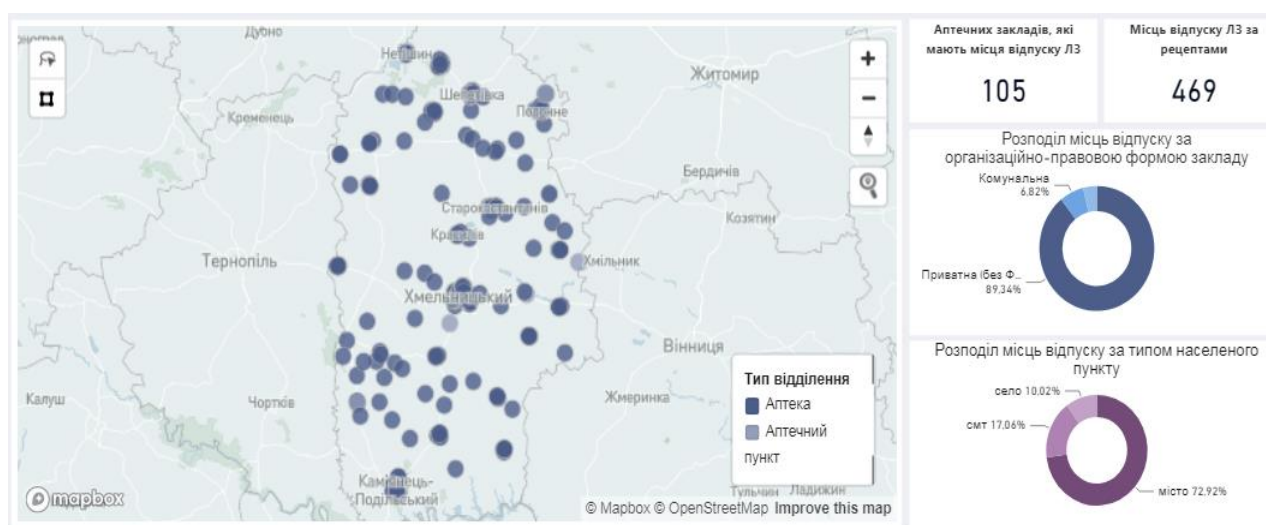 Дубно
Нетішин
Шепетівка
Полонне
Житомир
Кременець
Бердичів
Старокостянтинів
Козятин
Красилів
Тернопіль
Хмільник
Хмельницький
Вінниця
Калуш
Чортків
Жмеринка
Кам'янець-
Подільський
Тульчин Ладижин
Тип відділення
Аптека
Аптечний
пункт
mapbox
© Mapbox © OpenStreetMap Improve this map
Аптечних закладів, які
мають місця відпуску ЛЗ
105
Місць відпуску ЛЗ за
рецептами
469
Розподіл місць відпуску за
організаційно-правовою формою закладу
Комунальна
6,82%
Приватна (без Ф...
89,34%
Розподіл місць відпуску за типом населеного
пункту
село 10,02%
смт 17,06%
місто 72,92%